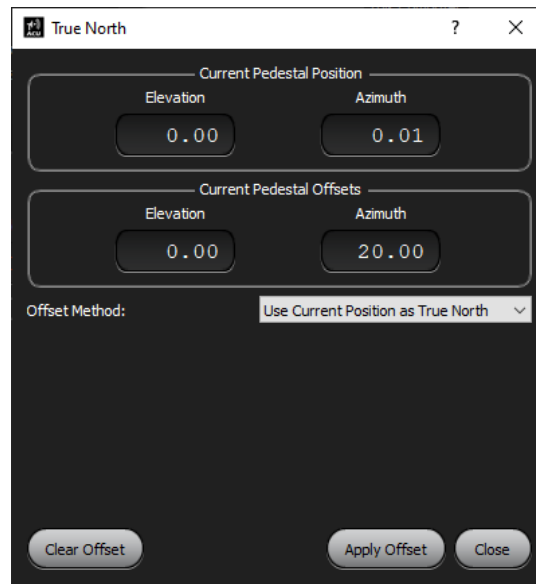 ACU True North ? X
Current Pedestal Position
Elevation Azimuth
0.00 0.01
Current Pedestal Offsets
Elevation Azimuth
0.00 20.00
Offset Method: Use Current Position as True North
Clear Offset Apply Offset Close